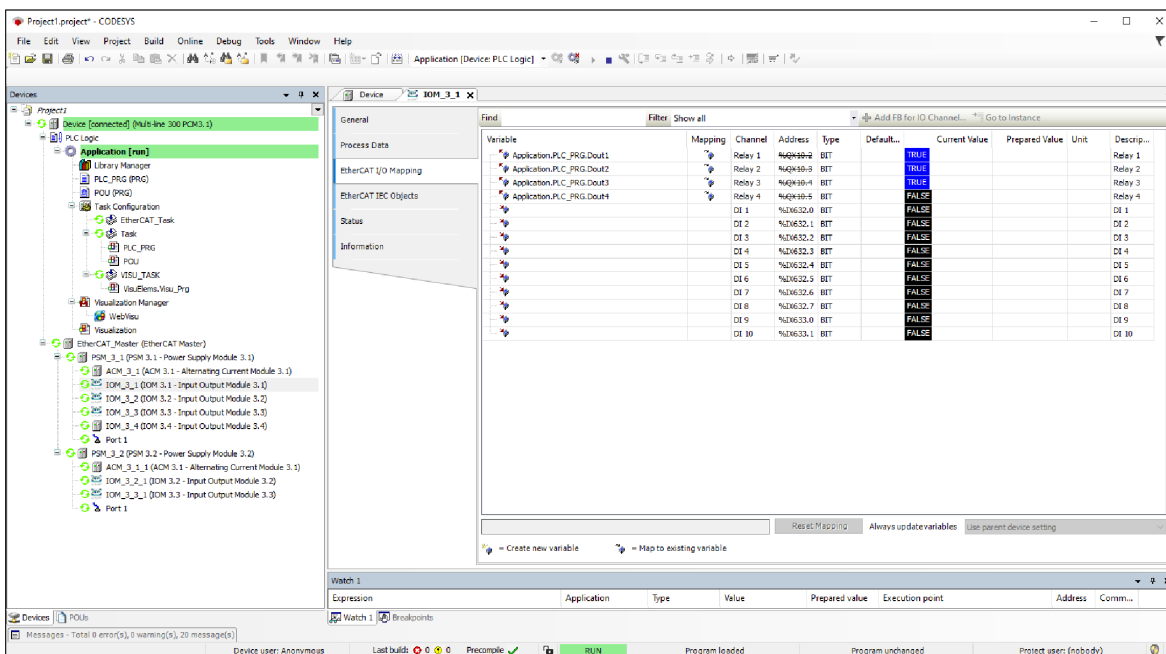 Project1.project* - CODESYS
File Edit View Project Build Online Debug Tools Window Help
Application [Device: PLC Logic]
Devices
Project1
Device [connected] (Multi-line 300 PCM3.1)
PLC Logic
Application [run]
Library Manager
PLC_PRG (PRG)
POU (PRG)
Task Configuration
EtherCAT_Task
Task
PLC_PRG
POU
VISU_TASK
VisuElems.Visu_Prg
Visualization Manager
WebVisu
Visualization
EtherCAT_Master (EtherCAT Master)
PSM_3_1 (PSM 3.1 - Power Supply Module 3.1)
ACM_3_1 (ACM 3.1 - Alternating Current Module 3.1)
IOM_3_1 (IOM 3.1 - Input Output Module 3.1)
IOM_3_2 (IOM 3.2 - Input Output Module 3.2)
IOM_3_3 (IOM 3.3 - Input Output Module 3.3)
IOM_3_4 (IOM 3.4 - Input Output Module 3.4)
Port 1
PSM_3_2 (PSM 3.2 - Power Supply Module 3.2)
ACM_3_1_1 (ACM 3.1 - Alternating Current Module 3.1)
IOM_3_2_1 (IOM 3.2 - Input Output Module 3.2)
IOM_3_3_1 (IOM 3.3 - Input Output Module 3.3)
Port 1
Devices POUs
Device IOM_3_1
General
Process Data
EtherCAT I/O Mapping
EtherCAT IEC Objects
Status
Information
Find Filter Show all Add FB for IO Channel... Go to Instance
Variable Mapping Channel Address Type Default... Current Value Prepared Value Unit Descrip...
Application.PLC_PRG.Dout1 Relay 1 %QX10.2 BIT TRUE Relay 1
Application.PLC_PRG.Dout2 Relay 2 %QX10.3 BIT TRUE Relay 2
Application.PLC_PRG.Dout3 Relay 3 %QX10.4 BIT TRUE Relay 3
Application.PLC_PRG.Dout4 Relay 4 %QX10.5 BIT FALSE Relay 4
DI 1 %IX632.0 BIT FALSE DI 1
DI 2 %IX632.1 BIT FALSE DI 2
DI 3 %IX632.2 BIT FALSE DI 3
DI 4 %IX632.3 BIT FALSE DI 4
DI 5 %IX632.4 BIT FALSE DI 5
DI 6 %IX632.5 BIT FALSE DI 6
DI 7 %IX632.6 BIT FALSE DI 7
DI 8 %IX632.7 BIT FALSE DI 8
DI 9 %IX633.0 BIT FALSE DI 9
DI 10 %IX633.1 BIT FALSE DI 10
Reset Mapping Always update variables Use parent device setting
= Create new variable = Map to existing variable
Watch 1
Expression Application Type Value Prepared value Execution point Address Comm...
Watch 1 Breakpoints
Messages - Total 0 error(s), 0 warning(s), 20 message(s)
Device user: Anonymous Last build: 0 0 Precompile RUN Program loaded Program unchanged Project user: (nobody)